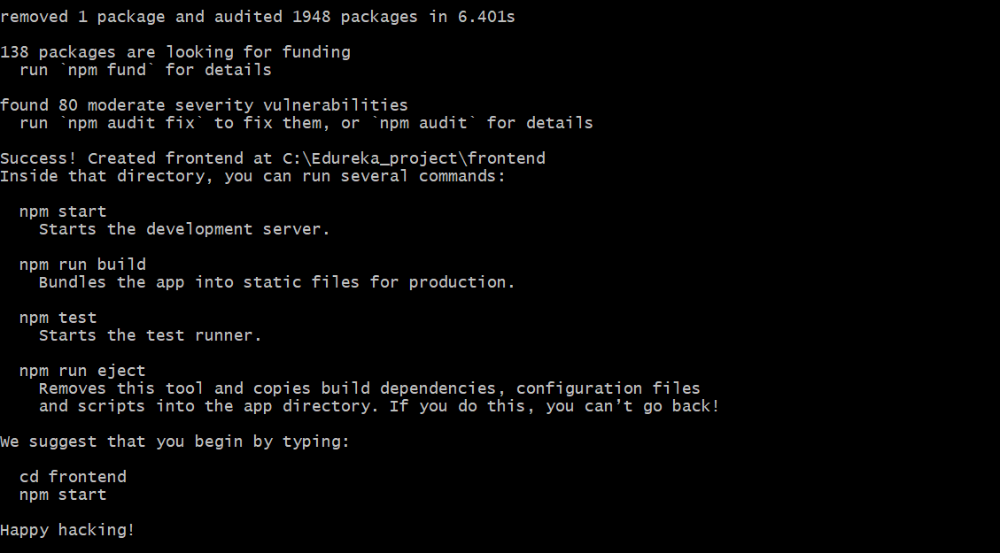 removed 1 package and audited 1948 packages in 6.401s
138 packages are looking for funding
run `npm fund` for details
found 80 moderate severity vulnerabilities
run `npm audit fix` to fix them, or `npm audit` for details
Success! Created frontend at C:\Edureka_project\frontend
Inside that directory, you can run several commands:
npm start
Starts the development server.
npm run build
Bundles the app into static files for production.
npm test
Starts the test runner.
npm run eject
Removes this tool and copies build dependencies, configuration files
and scripts into the app directory. If you do this, you can’t go back!
We suggest that you begin by typing:
cd frontend
npm start
Happy hacking!